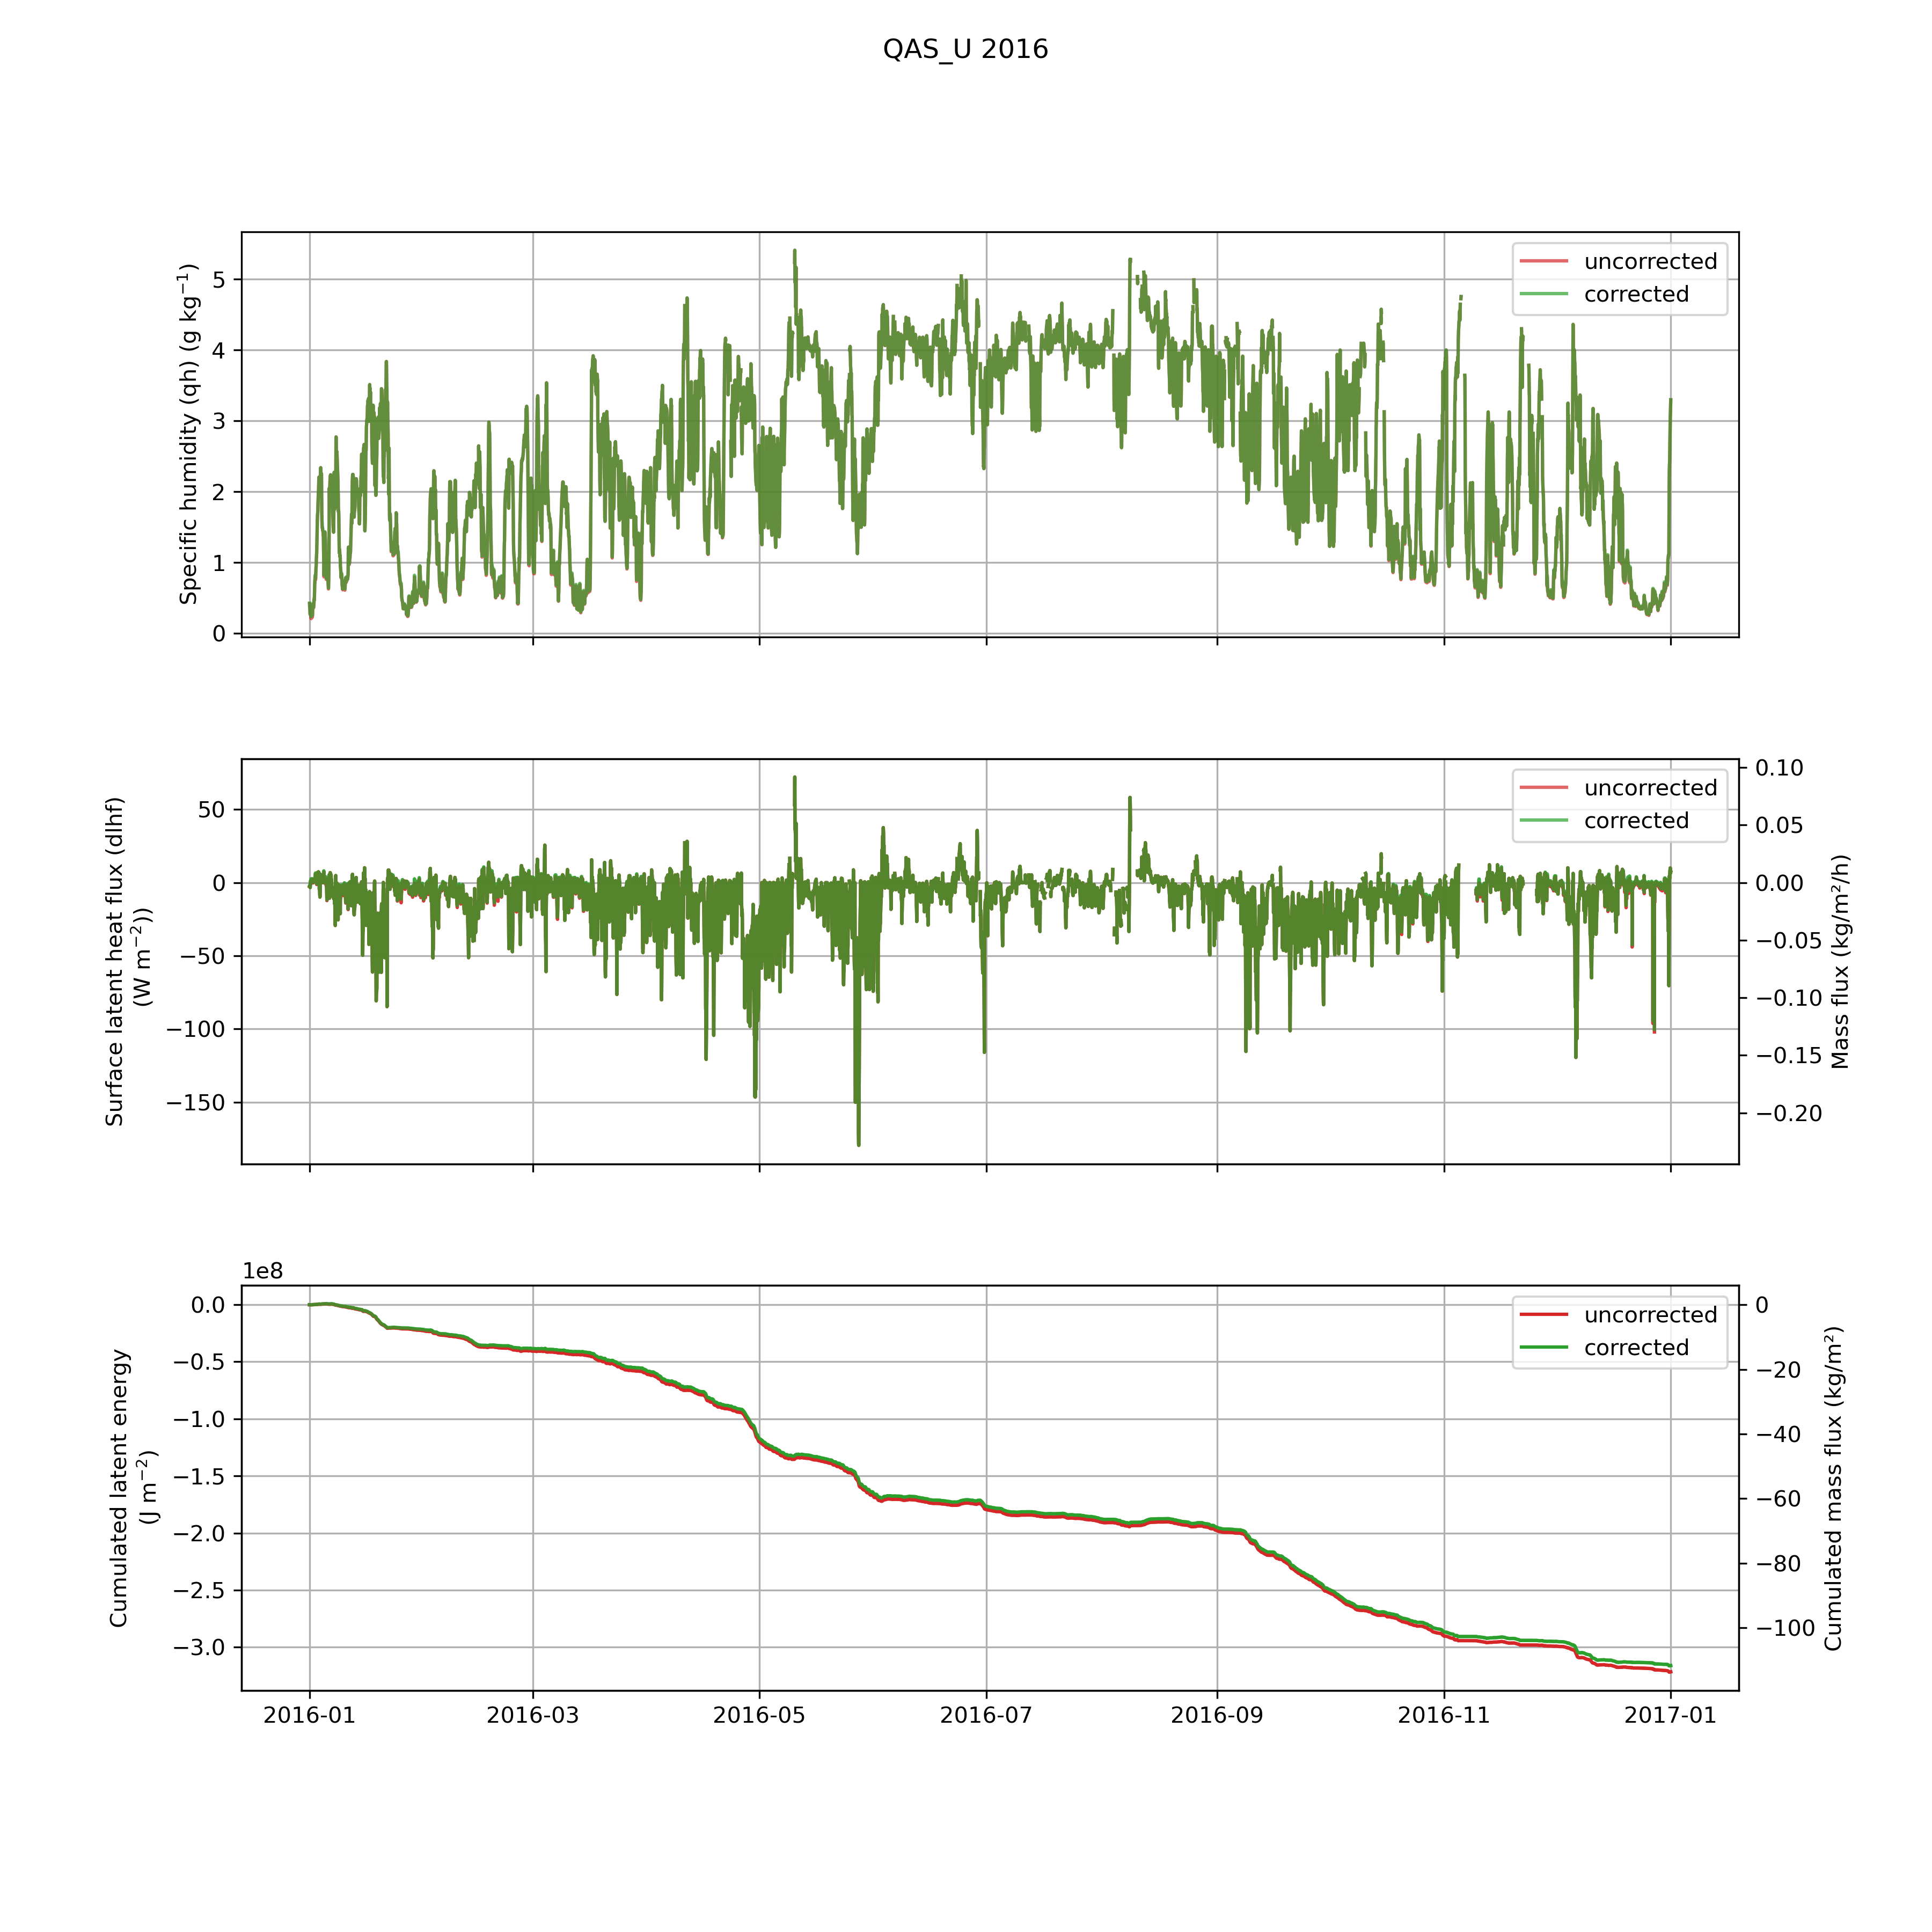 QAS_U 2016
Specific humidity (qh) (g kg⁻¹)
5
4
3
2
1
0
uncorrected
corrected
Surface latent heat flux (dlhf)
(W m⁻²))
50
0
−50
−100
−150
uncorrected
corrected
0.10
0.05
0.00
−0.05
−0.10
−0.15
−0.20
Mass flux (kg/m²/h)
1e8
Cumulated latent energy
(J m⁻²)
0.0
−0.5
−1.0
−1.5
−2.0
−2.5
−3.0
uncorrected
corrected
0
−20
−40
−60
−80
−100
Cumulated mass flux (kg/m²)
2016-01 2016-03 2016-05 2016-07 2016-09 2016-11 2017-01